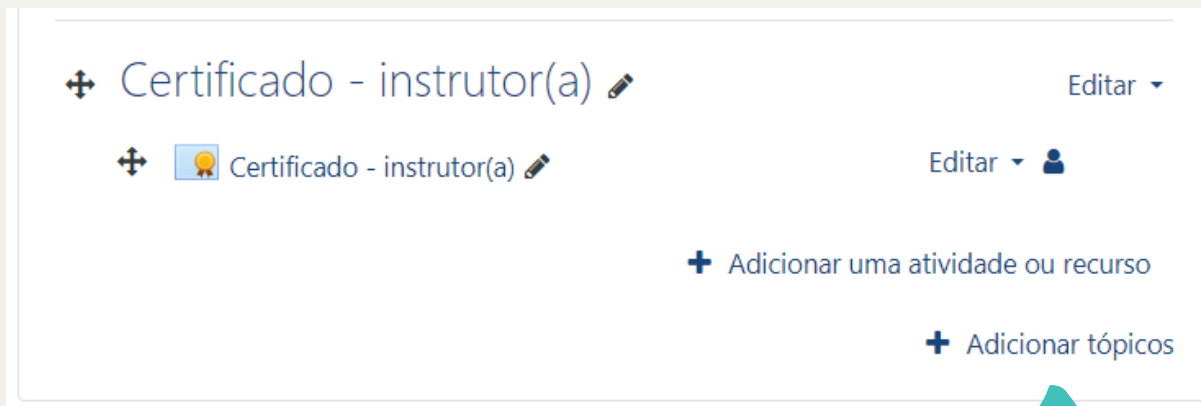 Certificado - instrutor(a) Editar
Certificado - instrutor(a) Editar
Adicionar uma atividade ou recurso
Adicionar tópicos